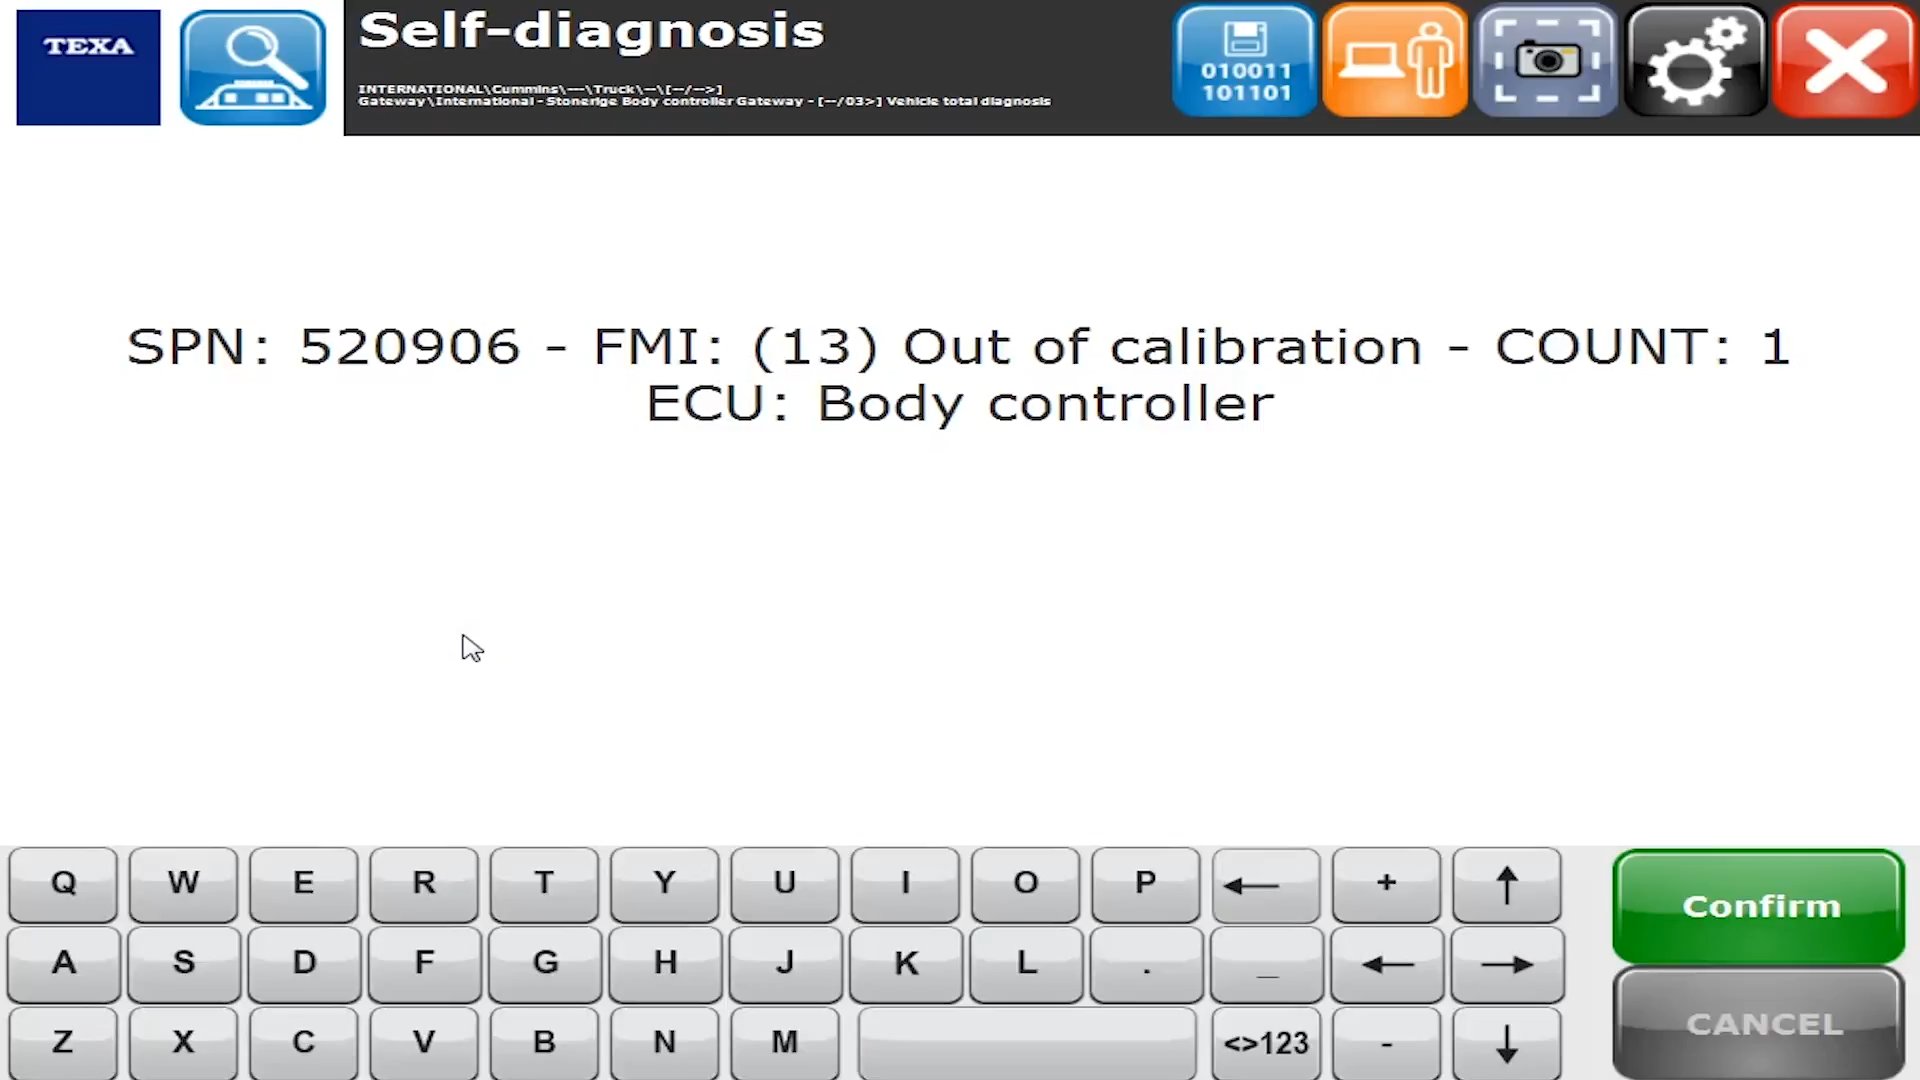 TEXA
Self-diagnosis
INTERNATIONAL\Cummins\---\Truck\--\[--/-->]
Gateway\International - Stonerige Body controller Gateway - [--/03>] Vehicle total diagnosis
010011
101101
SPN: 520906 - FMI: (13) Out of calibration - COUNT: 1
ECU: Body controller
Q W E R T Y U I O P ← + ↑
A S D F G H J K L . _ ← →
Z X C V B N M <>123 - ↓
Confirm
CANCEL